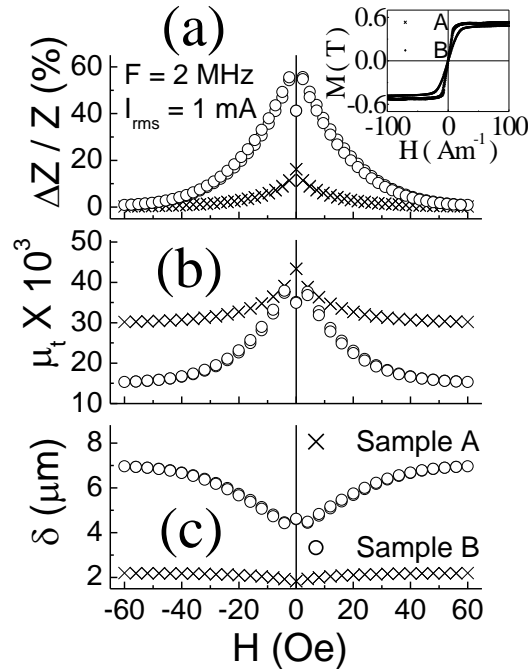 (a)
F = 2 MHz
I_rms = 1 mA
ΔZ / Z (%)
60
40
20
0
A
B
M(T)
0.6
0.0
-0.6
-100
0
100
H( Am⁻¹)
(b)
μ_t X 10³
50
40
30
20
10
(c)
Sample A
Sample B
δ (μm)
8
6
4
2
-60 -40 -20 0 20 40 60
H (Oe)